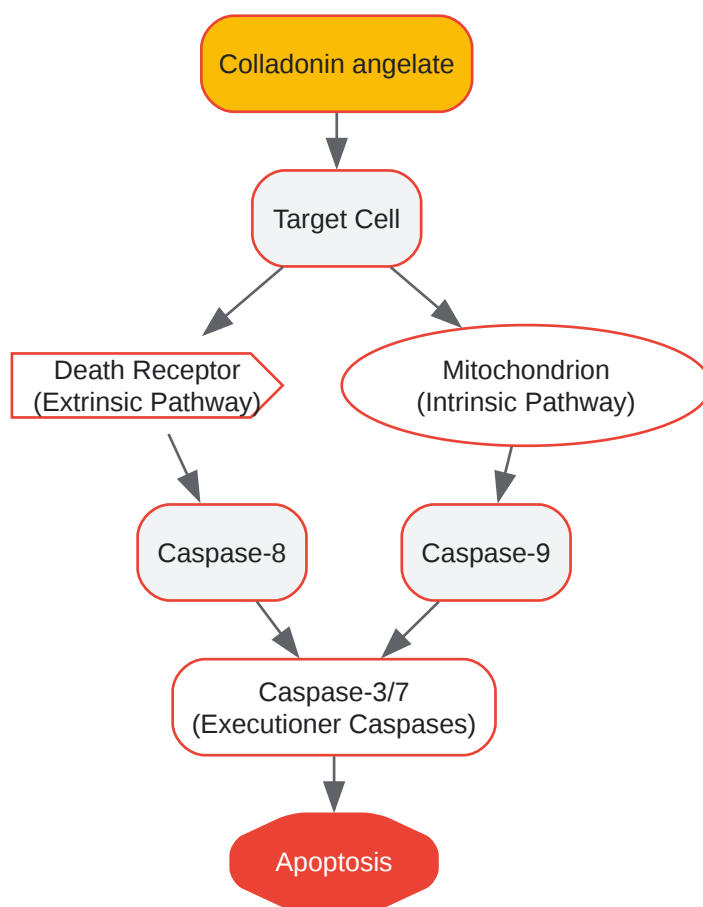 Colladonin angelate
Target Cell
Death Receptor
(Extrinsic Pathway)
Mitochondrion
(Intrinsic Pathway)
Caspase-8
Caspase-9
Caspase-3/7
(Executioner Caspases)
Apoptosis